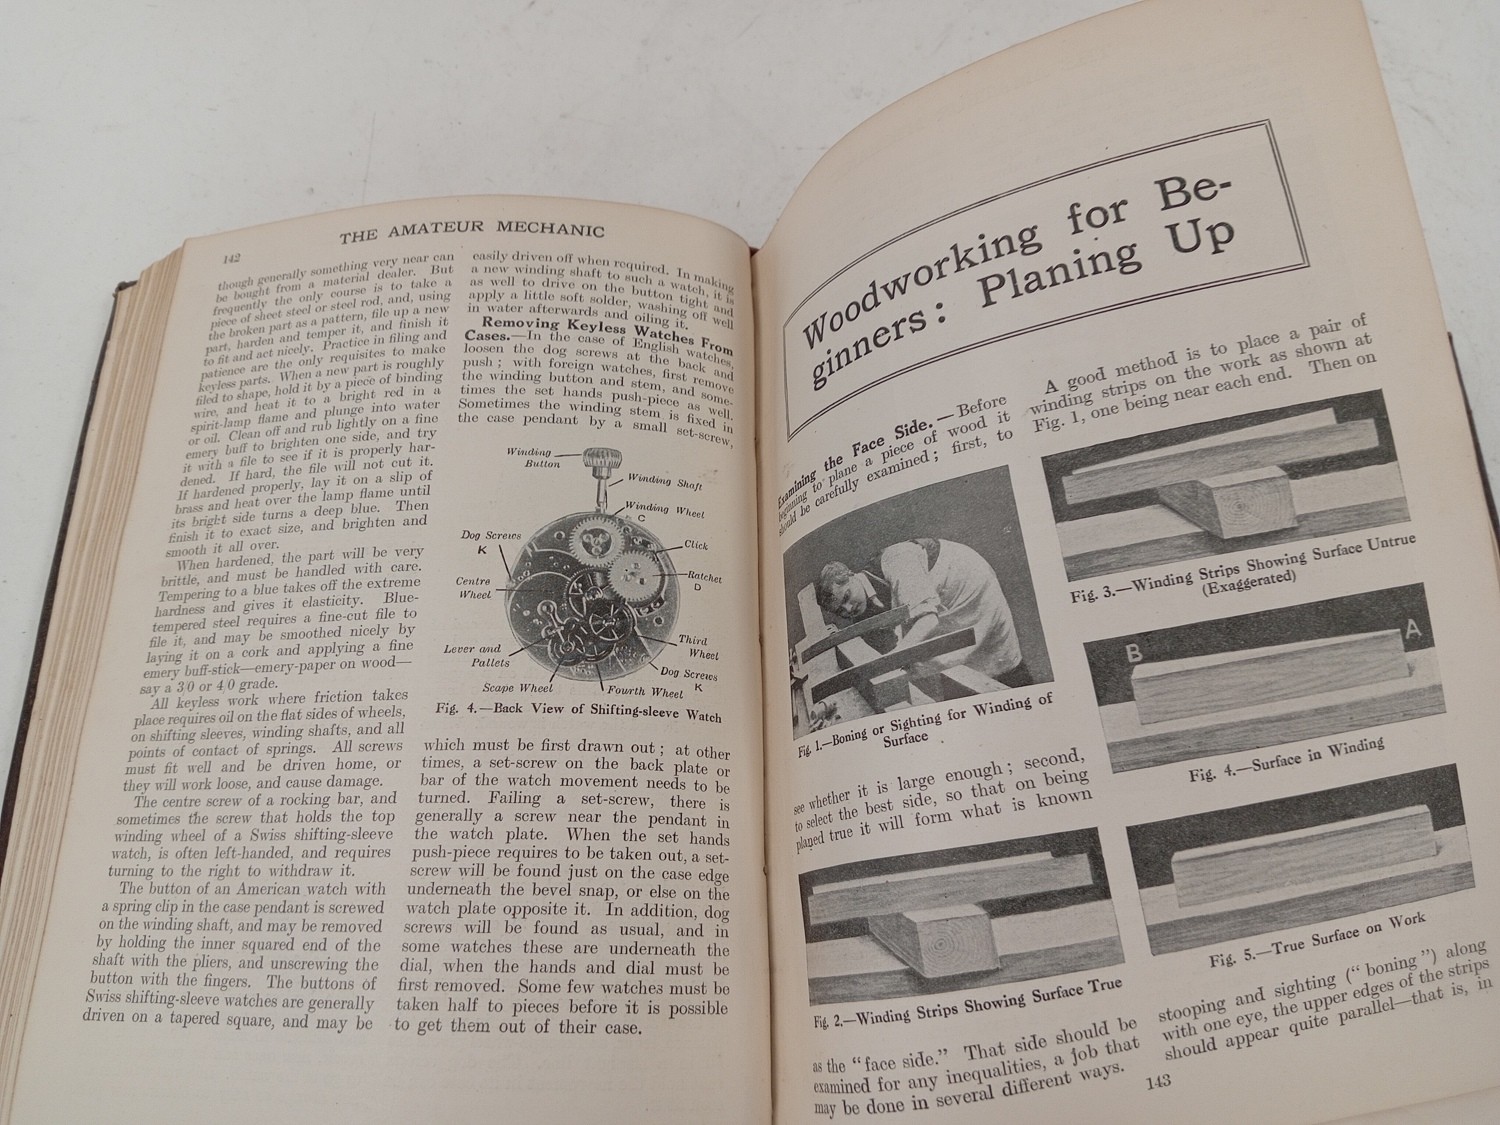 142
THE AMATEUR MECHANIC
though generally something very near can
be bought from a material dealer. But
frequently the only course is to take a
piece of sheet steel or steel rod, and, using
the broken part as a pattern, file up a new
part, harden and temper it, and finish it
to fit and act nicely. Practice in filing and
patience are the only requisites to make
keyless parts. When a new part is roughly
filed to shape, hold it by a piece of binding
wire, and heat it to a bright red in a
spirit-lamp flame and plunge into water
or oil. Clean off and rub lightly on a fine
emery buff to brighten one side, and try
it with a file to see if it is properly har-
dened. If hard, the file will not cut it.
If hardened properly, lay it on a slip of
brass and heat over the lamp flame until
its bright side turns a deep blue. Then
finish it to exact size, and brighten and
smooth it all over.
When hardened, the part will be very
brittle, and must be handled with care.
Tempering to a blue takes off the extreme
hardness and gives it elasticity. Blue-
tempered steel requires a fine-cut file to
file it, and may be smoothed nicely by
laying it on a cork and applying a fine
emery buff-stick—emery-paper on wood—
say a 3/0 or 4/0 grade.
All keyless work where friction takes
place requires oil on the flat sides of wheels,
on shifting sleeves, winding shafts, and all
points of contact of springs. All screws
must fit well and be driven home, or
they will work loose, and cause damage.
The centre screw of a rocking bar, and
sometimes the screw that holds the top
winding wheel of a Swiss shifting-sleeve
watch, is often left-handed, and requires
turning to the right to withdraw it.
The button of an American watch with
a spring clip in the case pendant is screwed
on the winding shaft, and may be removed
by holding the inner squared end of the
shaft with the pliers, and unscrewing the
button with the fingers. The buttons of
Swiss shifting-sleeve watches are generally
driven on a tapered square, and may be
easily driven off when required. In making
a new winding shaft to such a watch, it is
as well to drive on the button tight and
apply a little soft solder, washing off well
in water afterwards and oiling it.
Removing Keyless Watches From
Cases.—In the case of English watches,
loosen the dog screws at the back and
push; with foreign watches, first remove
the winding button and stem, and some-
times the set hands push-piece as well.
Sometimes the winding stem is fixed in
the case pendant by a small set-screw,
Winding
Button
Winding Shaft
Winding Wheel
C
Dog Screws
K
Click
Centre
Wheel
Ratchet
D
Third
Wheel
Lever and
Pallets
Dog Screws
K
Scape Wheel
Fourth Wheel
Fig. 4.—Back View of Shifting-sleeve Watch
which must be first drawn out; at other
times, a set-screw on the back plate or
bar of the watch movement needs to be
turned. Failing a set-screw, there is
generally a screw near the pendant in
the watch plate. When the set hands
push-piece requires to be taken out, a set-
screw will be found just on the case edge
underneath the bevel snap, or else on the
watch plate opposite it. In addition, dog
screws will be found as usual, and in
some watches these are underneath the
dial, when the hands and dial must be
first removed. Some few watches must be
taken half to pieces before it is possible
to get them out of their case.
Woodworking for Be-
ginners: Planing Up
Examining the Face Side.—Before
beginning to plane a piece of wood it
should be carefully examined; first, to
Fig. 1.—Boning or Sighting for Winding of
Surface
see whether it is large enough; second,
to select the best side, so that on being
planed true it will form what is known
Fig. 2.—Winding Strips Showing Surface True
as the "face side." That side should be
examined for any inequalities, a job that
may be done in several different ways.
A good method is to place a pair of
winding strips on the work as shown at
Fig. 1, one being near each end. Then on
Fig. 3.—Winding Strips Showing Surface Untrue
(Exaggerated)
B
A
Fig. 4.—Surface in Winding
Fig. 5.—True Surface on Work
stooping and sighting ("boning") along
with one eye, the upper edges of the strips
should appear quite parallel—that is, in
143